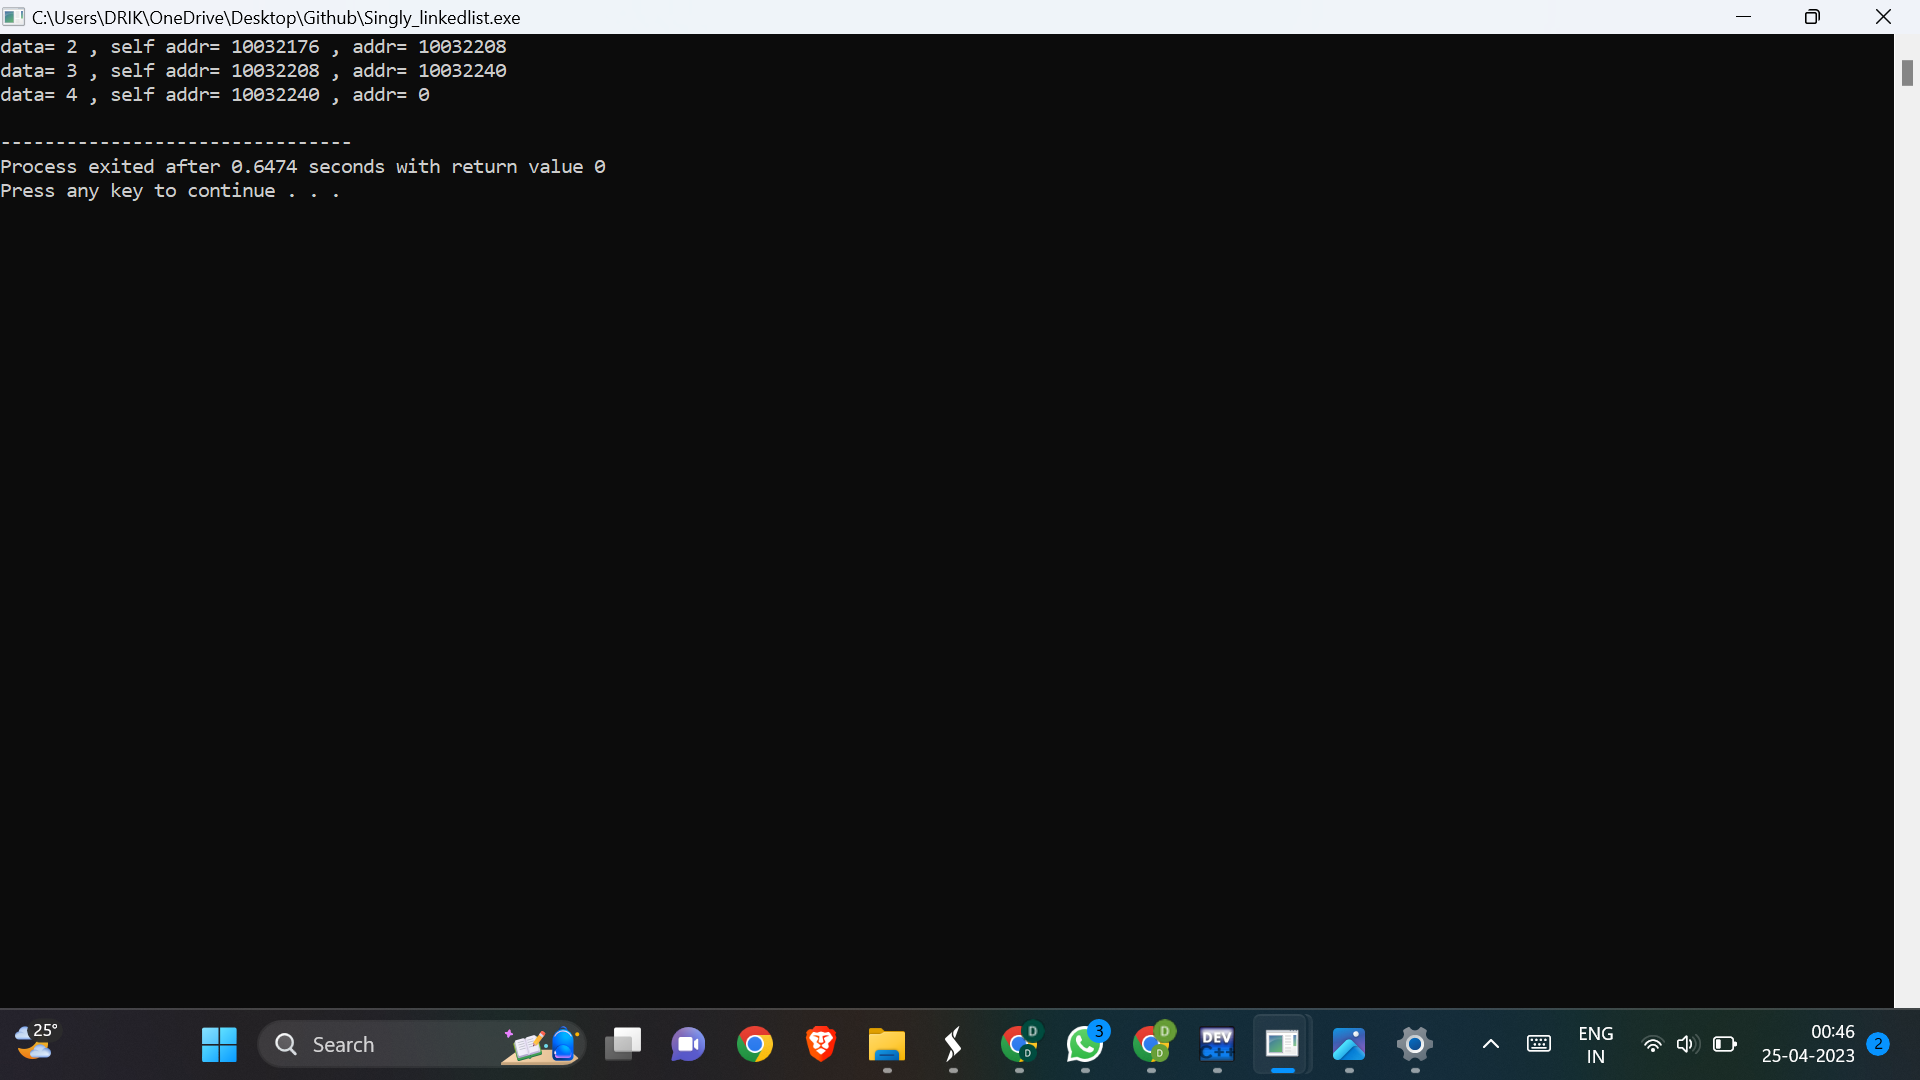 C:\Users\DRIK\OneDrive\Desktop\Github\Singly_linkedlist.exe
data= 2 , self addr= 10032176 , addr= 10032208
data= 3 , self addr= 10032208 , addr= 10032240
data= 4 , self addr= 10032240 , addr= 0
--------------------------------
Process exited after 0.6474 seconds with return value 0
Press any key to continue . . .
25°
Search
D
D
3
D
D
DEV
C++
ENG
IN
00:46
25-04-2023
2